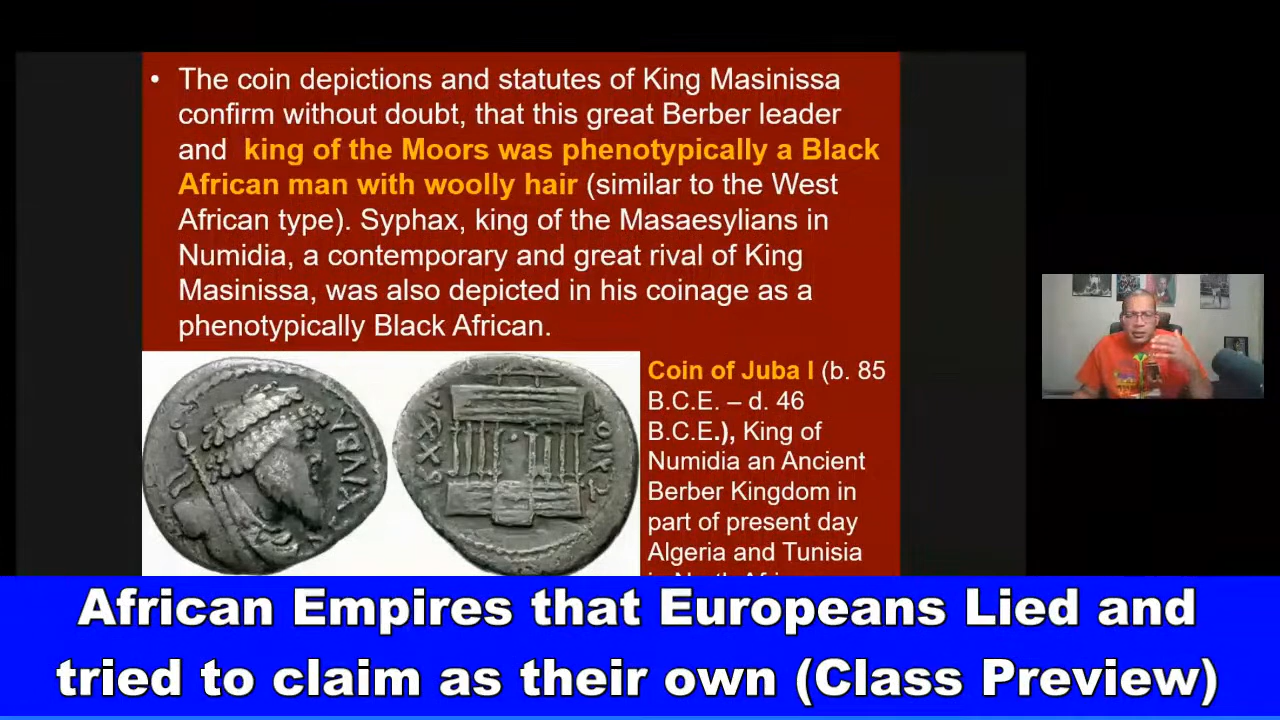 • The coin depictions and statutes of King Masinissa
confirm without doubt, that this great Berber leader
and king of the Moors was phenotypically a Black
African man with woolly hair (similar to the West
African type). Syphax, king of the Masaesylians in
Numidia, a contemporary and great rival of King
Masinissa, was also depicted in his coinage as a
phenotypically Black African.
Coin of Juba I (b. 85
B.C.E. – d. 46
B.C.E.), King of
Numidia an Ancient
Berber Kingdom in
part of present day
Algeria and Tunisia
African Empires that Europeans Lied and
tried to claim as their own (Class Preview)